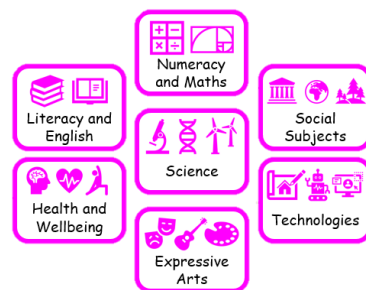 Numeracy
and Maths
Literacy and
English
Social
Subjects
Science
Health and
Wellbeing
Technologies
Expressive
Arts